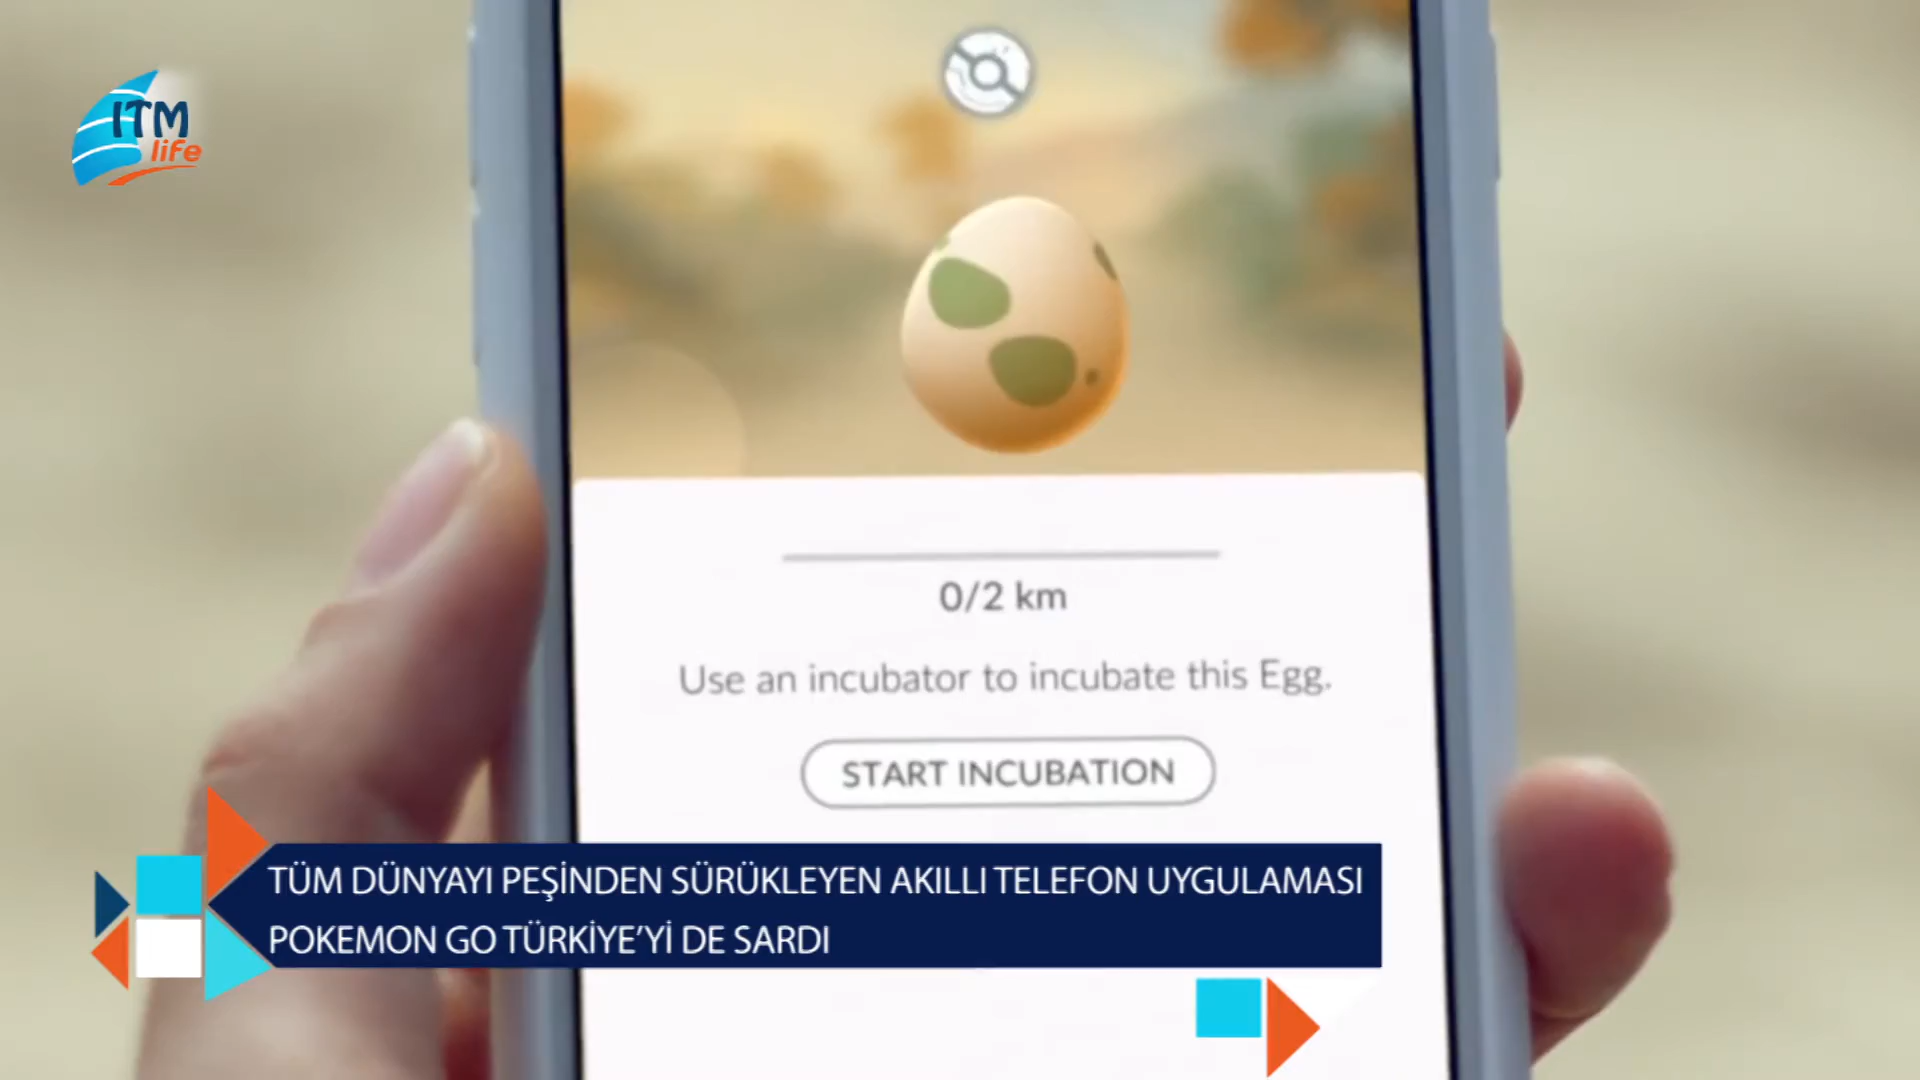 ITM
life
0/2 km
Use an incubator to incubate this Egg.
START INCUBATION
TÜM DÜNYAYI PEŞİNDEN SÜRÜKLEYEN AKILLI TELEFON UYGULAMASI
POKEMON GO TÜRKİYE’Yİ DE SARDI